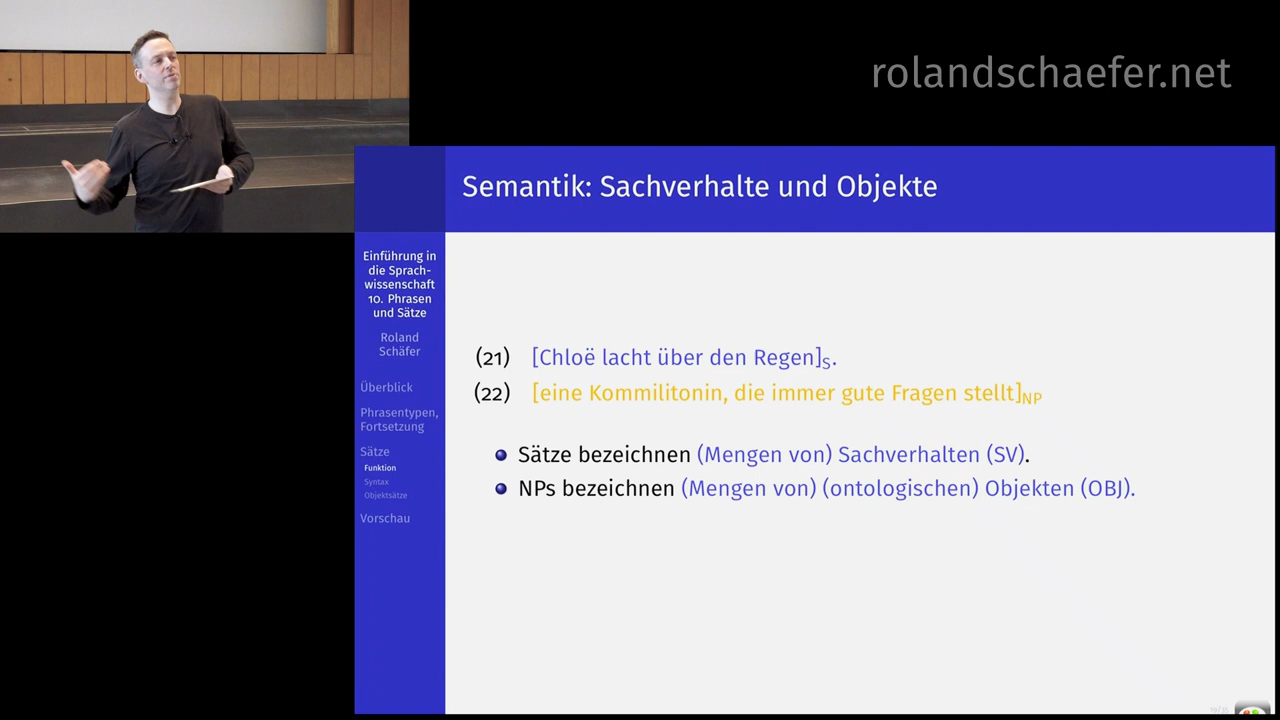 rolandschaefer.net
Semantik: Sachverhalte und Objekte
Einführung in
die Sprach-
wissenschaft
10. Phrasen
und Sätze
Roland
Schäfer
Überblick
Phrasentypen,
Fortsetzung
Sätze
Funktion
Syntax
Objektsätze
Vorschau
(21) [Chloë lacht über den Regen]S.
(22) [eine Kommilitonin, die immer gute Fragen stellt]NP
Sätze bezeichnen (Mengen von) Sachverhalten (SV).
NPs bezeichnen (Mengen von) (ontologischen) Objekten (OBJ).